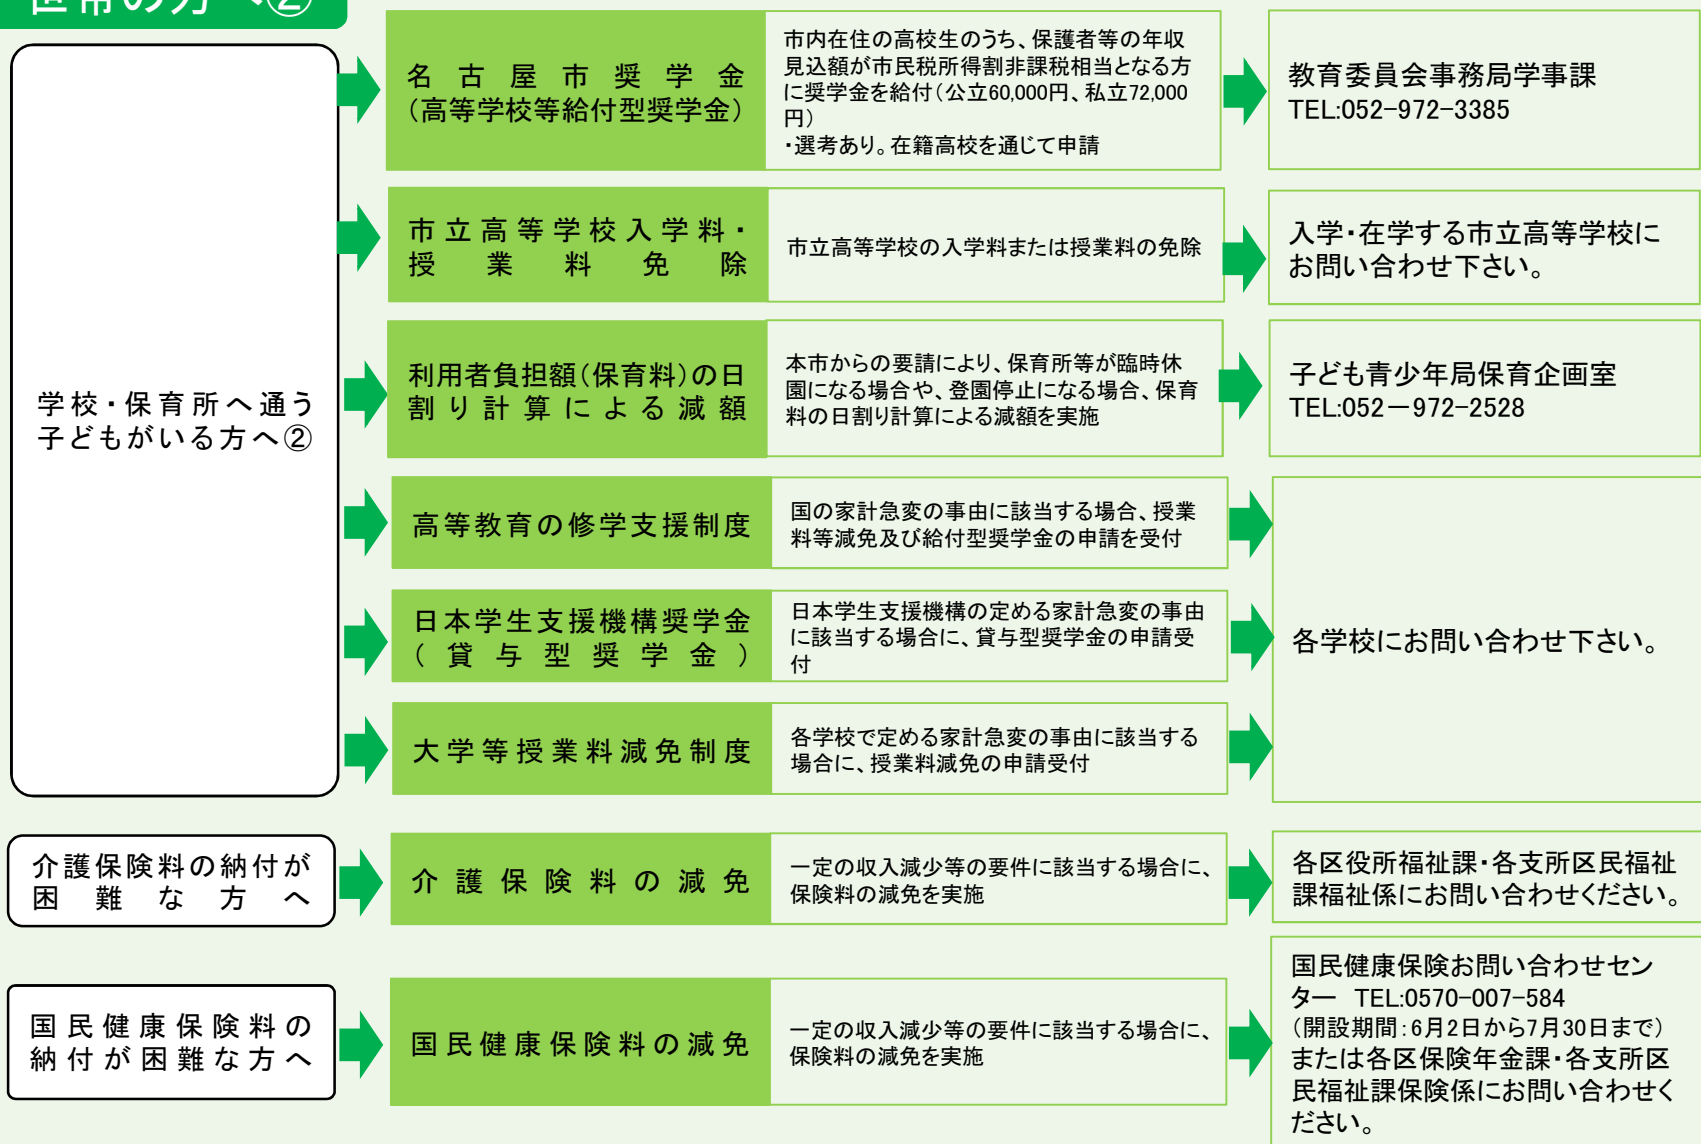 世帯の方へ②
学校・保育所へ通う
子どもがいる方へ②
名古屋市奨学金
(高等学校等給付型奨学金)
市内在住の高校生のうち、保護者等の年収
見込額が市民税所得割非課税相当となる方
に奨学金を給付(公立60,000円、私立72,000
円)
・選考あり。在籍高校を通じて申請
教育委員会事務局学事課
TEL:052-972-3385
市立高等学校入学料・
授業料免除
市立高等学校の入学料または授業料の免除
入学・在学する市立高等学校に
お問い合わせ下さい。
利用者負担額(保育料)の日
割り計算による減額
本市からの要請により、保育所等が臨時休
園になる場合や、登園停止になる場合、保育
料の日割り計算による減額を実施
子ども青少年局保育企画室
TEL:052-972-2528
高等教育の修学支援制度
国の家計急変の事由に該当する場合、授業
料等減免及び給付型奨学金の申請を受付
日本学生支援機構奨学金
(貸与型奨学金)
日本学生支援機構の定める家計急変の事由
に該当する場合に、貸与型奨学金の申請受
付
各学校にお問い合わせ下さい。
大学等授業料減免制度
各学校で定める家計急変の事由に該当する
場合に、授業料減免の申請受付
介護保険料の納付が
困難な方へ
介護保険料の減免
一定の収入減少等の要件に該当する場合に、
保険料の減免を実施
各区役所福祉課・各支所区民福祉
課福祉係にお問い合わせください。
国民健康保険料の
納付が困難な方へ
国民健康保険料の減免
一定の収入減少等の要件に該当する場合に、
保険料の減免を実施
国民健康保険お問い合わせセン
ター TEL:0570-007-584
(開設期間:6月2日から7月30日まで)
または各区保険年金課・各支所区
民福祉課保険係にお問い合わせく
ださい。